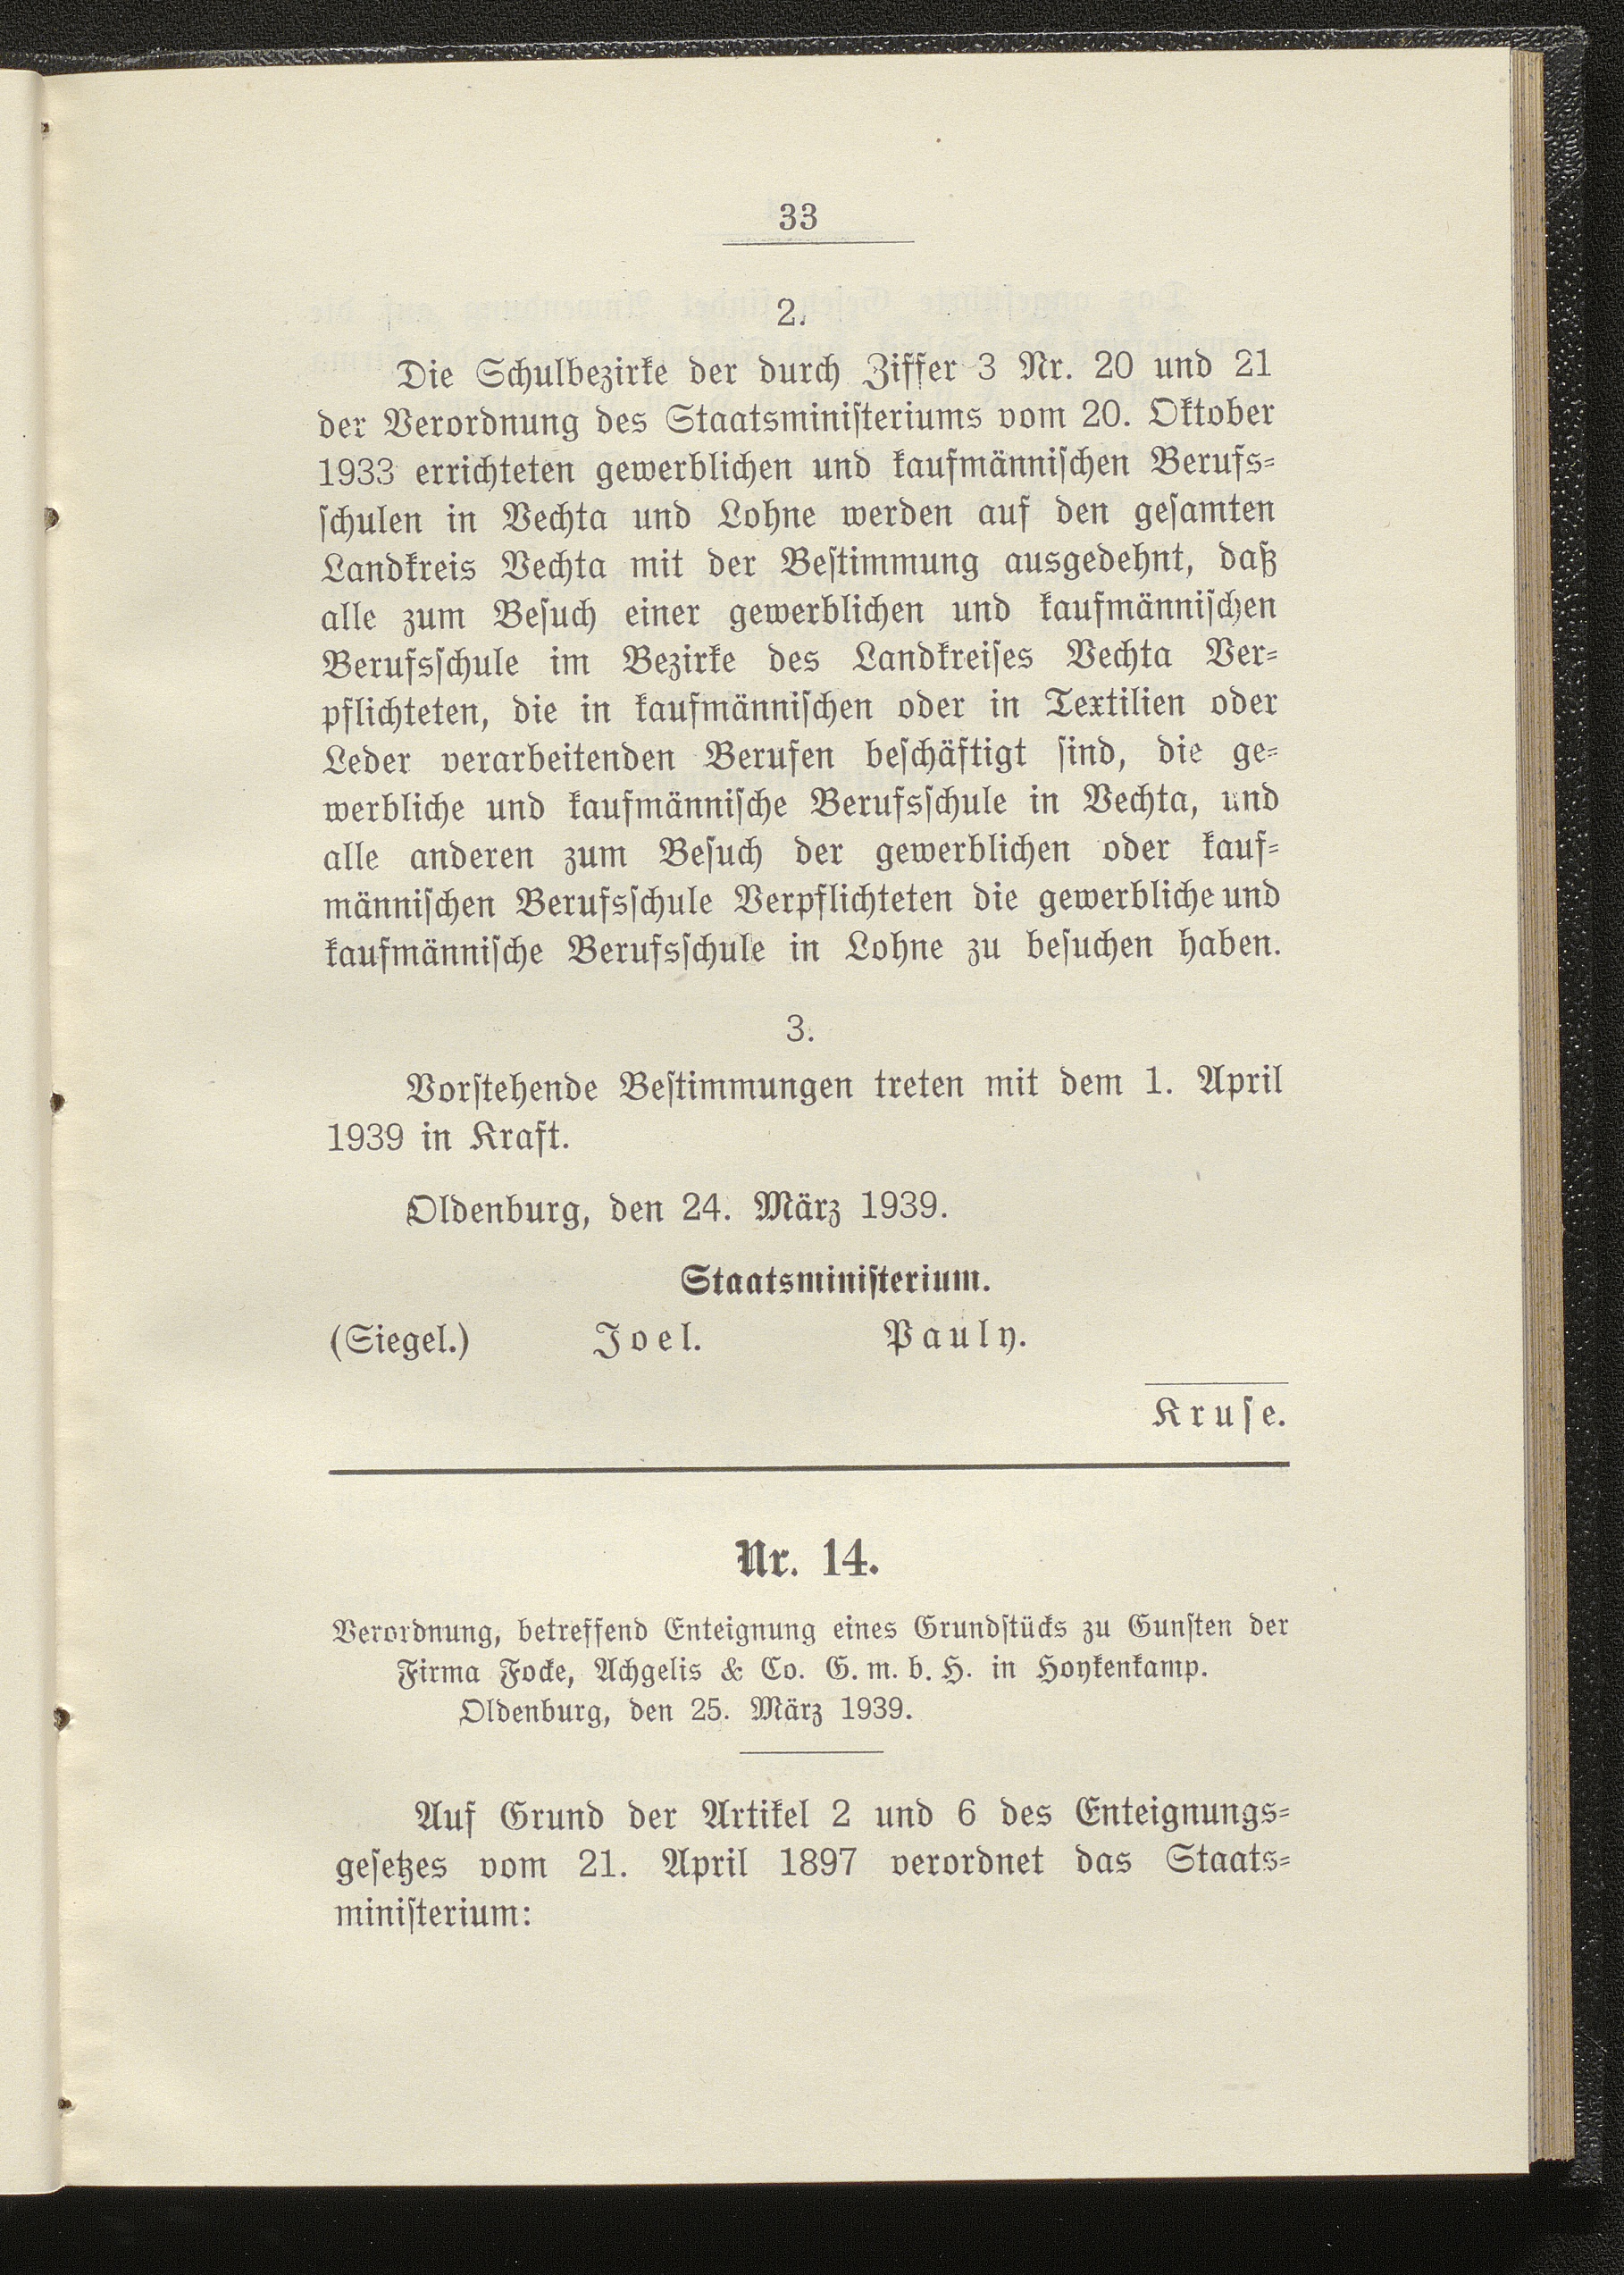 33
2.
Die Schulbezirke der durch Ziffer 3 Nr. 20 und 21
der Verordnung des Staatsministeriums vom 20. Oktober
1933 errichteten gewerblichen und kaufmännischen Berufs-
schulen in Vechta und Lohne werden auf den gesamten
Landkreis Vechta mit der Bestimmung ausgedehnt, daß
alle zum Besuch einer gewerblichen und kaufmännischen
Berufsschule im Bezirke des Landkreises Vechta Ver-
pflichteten, die in kaufmännischen oder in Textilien oder
Leder verarbeitenden Berufen beschäftigt sind, die ge-
werbliche und kaufmännische Berufsschule in Vechta, und
alle anderen zum Besuch der gewerblichen oder kauf-
männischen Berufsschule Verpflichteten die gewerbliche und
kaufmännische Berufsschule in Lohne zu besuchen haben.
3.
Vorstehende Bestimmungen treten mit dem 1. April
1939 in Kraft.
Oldenburg, den 24. März 1939.
Staatsministerium.
(Siegel.) Joel. Pauly.
Kruse.
Nr. 14.
Verordnung, betreffend Enteignung eines Grundstücks zu Gunsten der
Firma Focke, Achgelis & Co. G. m. b. H. in Hoykenkamp.
Oldenburg, den 25. März 1939.
Auf Grund der Artikel 2 und 6 des Enteignungs-
gesetzes vom 21. April 1897 verordnet das Staats-
ministerium: